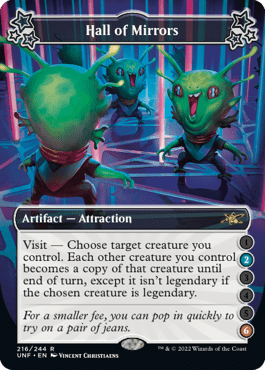 Hall of Mirrors
Artifact — Attraction
Visit — Choose target creature you
control. Each other creature you control
becomes a copy of that creature until
end of turn, except it isn't legendary if
the chosen creature is legendary.
For a smaller fee, you can pop in quickly to
try on a pair of jeans.
1
2
3
4
5
6
216/244 R
UNF • EN Vincent Christiaens
™ & © 2022 Wizards of the Coast